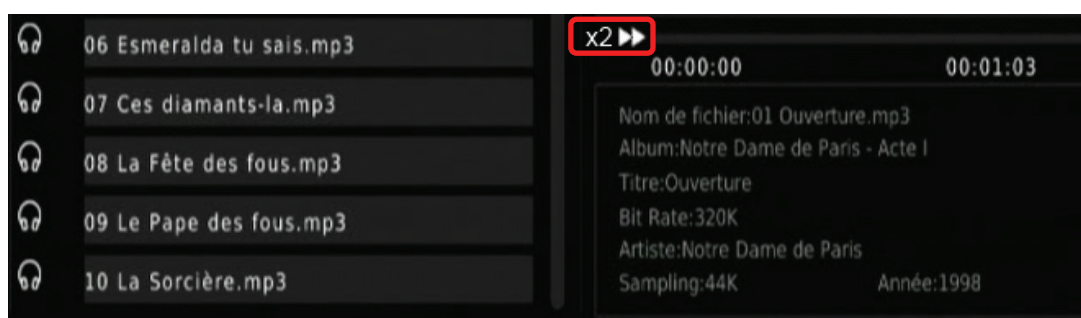 06 Esmeralda tu sais.mp3
07 Ces diamants-la.mp3
08 La Fête des fous.mp3
09 Le Pape des fous.mp3
10 La Sorcière.mp3
x2
00:00:00 00:01:03
Nom de fichier:01 Ouverture.mp3
Album:Notre Dame de Paris - Acte I
Titre:Ouverture
Bit Rate:320K
Artiste:Notre Dame de Paris
Sampling:44K Année:1998